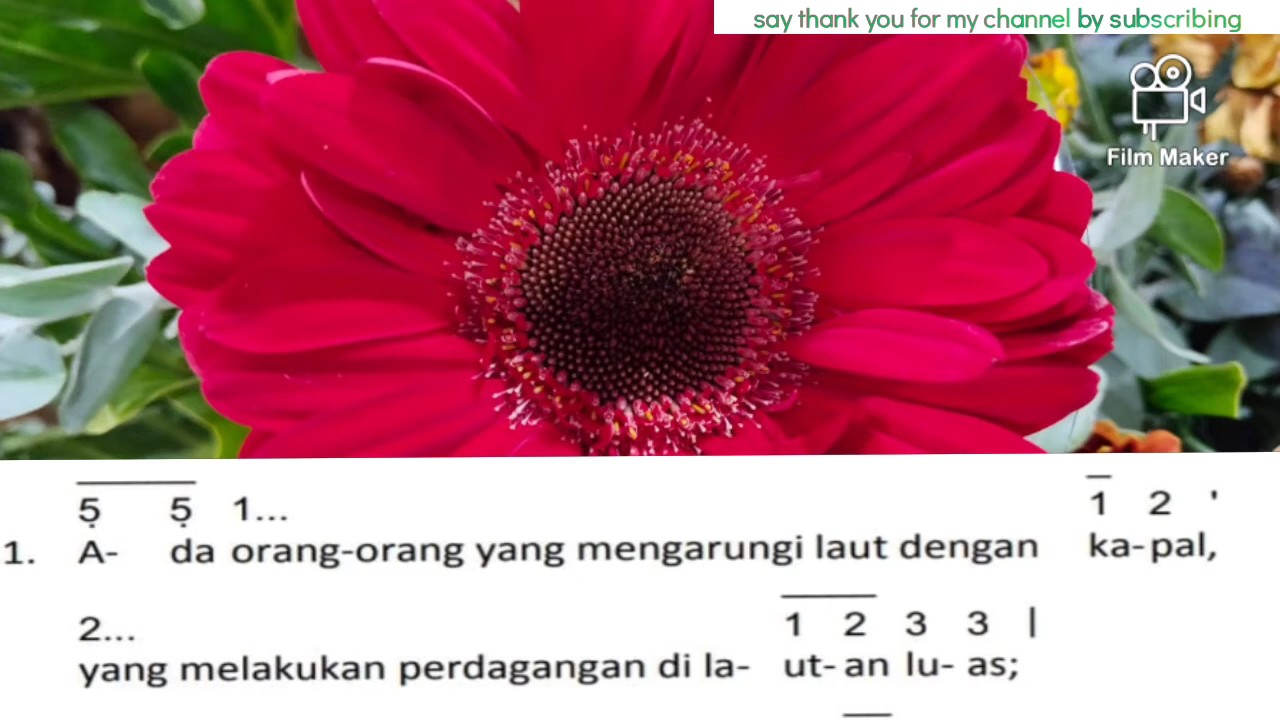 say thank you for my channel by subscribing
Film Maker
5̣ 5̣ 1... 1 2 '
1. A- da orang-orang yang mengarungi laut dengan ka-pal,
2... 1 2 3 3 |
yang melakukan perdagangan di la- ut- an lu- as;